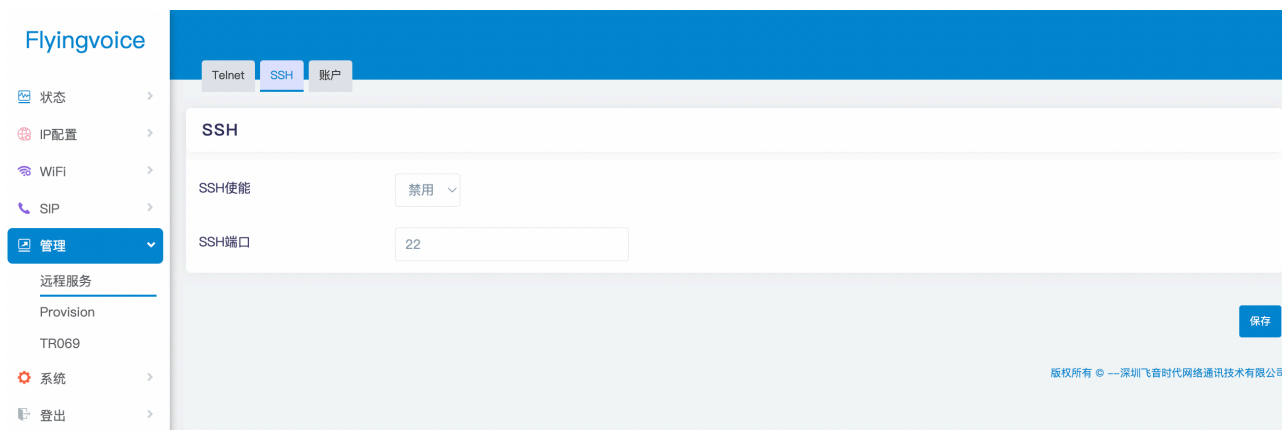 Flyingvoice
Telnet SSH 账户
状态
IP配置
WiFi
SIP
管理
远程服务
Provision
TR069
系统
登出
SSH
SSH使能 禁用
SSH端口 22
保存
版权所有 © --深圳飞音时代网络通讯技术有限公司